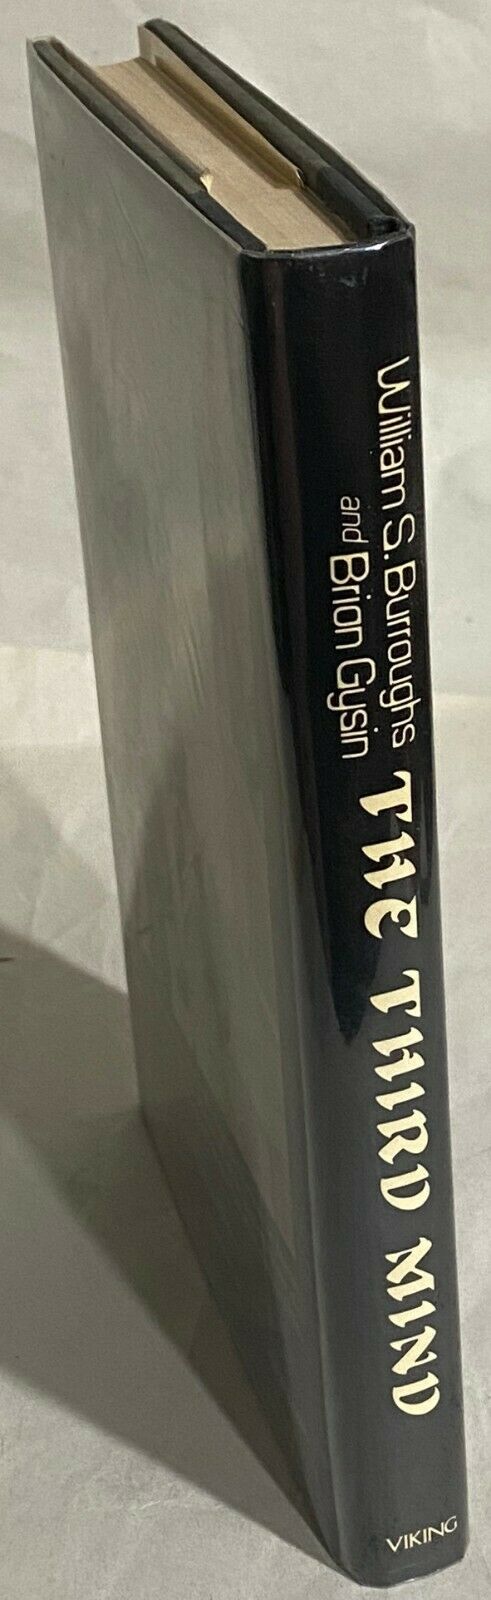 William S. Burroughs
and Brion Gysin
THE THIRD MIND
VIKING